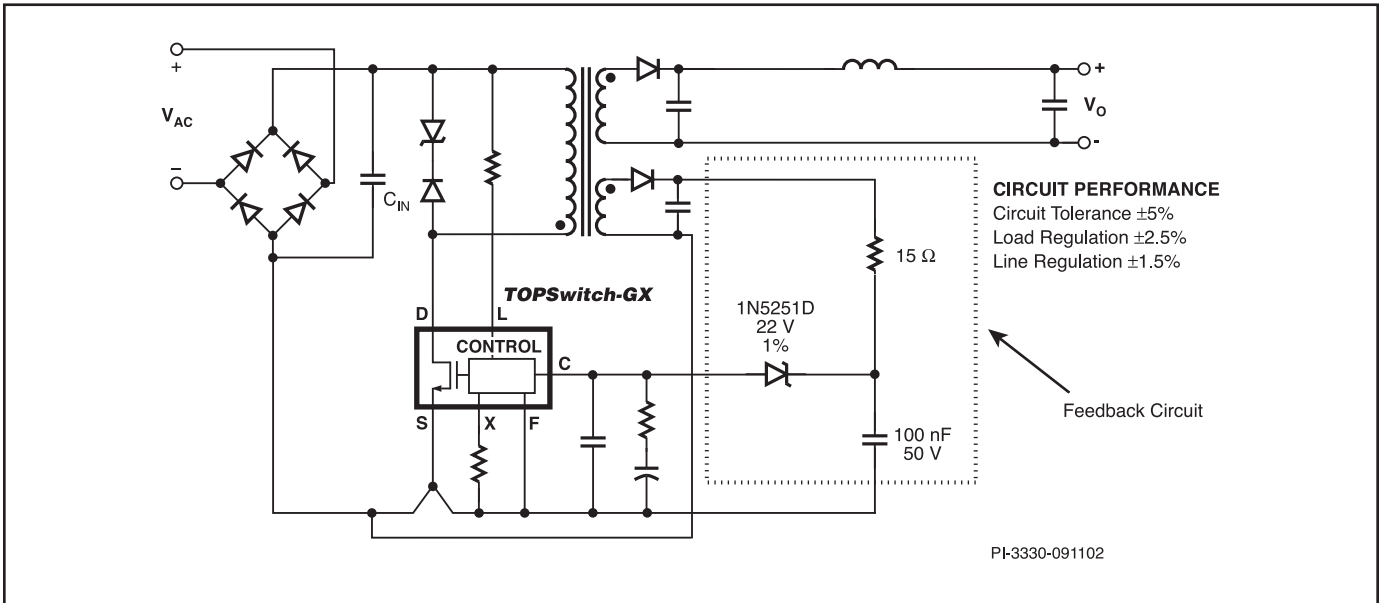 +
V_AC
−
C_IN
+
V_O
-
CIRCUIT PERFORMANCE
Circuit Tolerance ±5%
Load Regulation ±2.5%
Line Regulation ±1.5%
15 Ω
TOPSwitch-GX
1N5251D
22 V
1%
D
L
CONTROL
C
S
X
F
Feedback Circuit
100 nF
50 V
PI-3330-091102